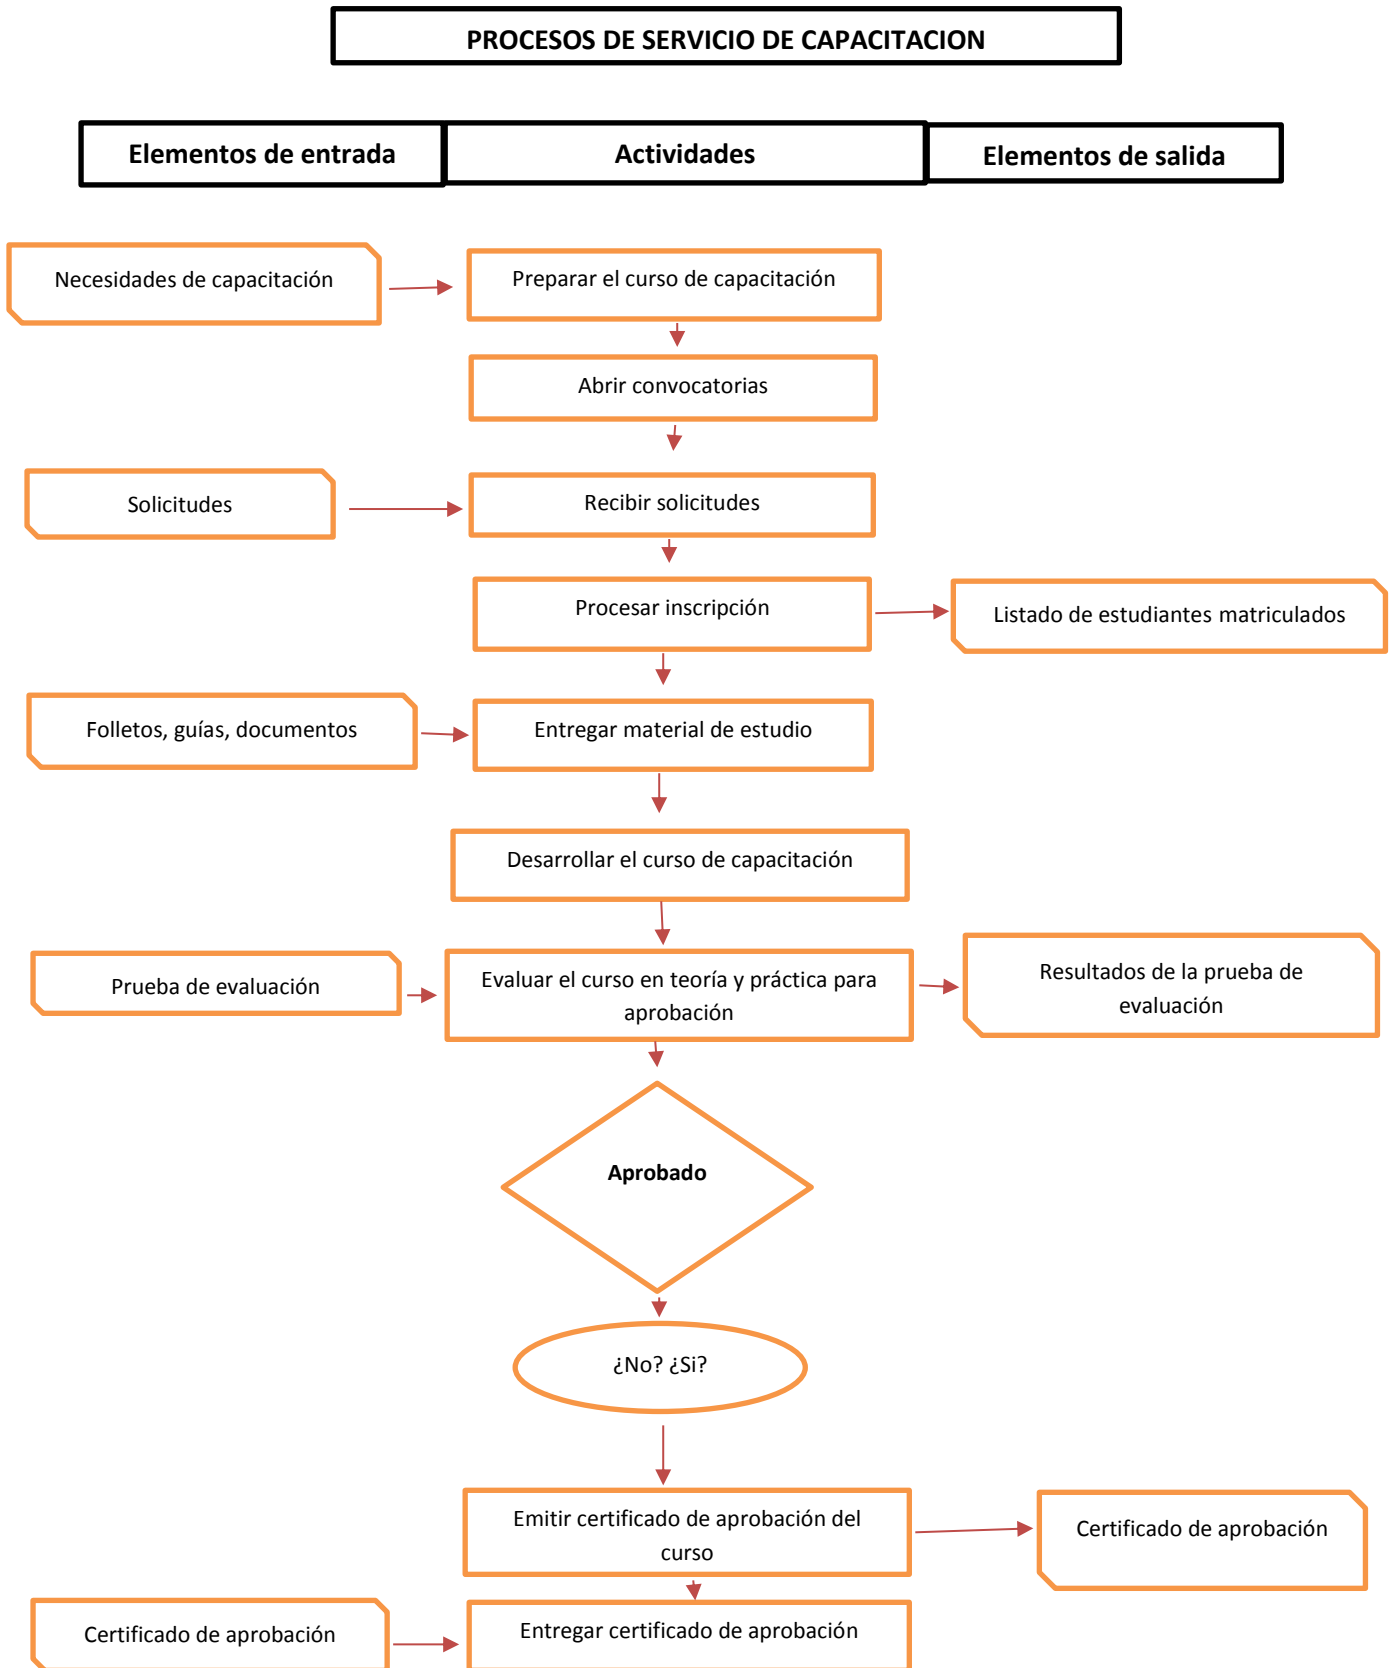 PROCESOS DE SERVICIO DE CAPACITACION
Elementos de entrada
Actividades
Elementos de salida
Necesidades de capacitación
Preparar el curso de capacitación
Abrir convocatorias
Solicitudes
Recibir solicitudes
Procesar inscripción
Listado de estudiantes matriculados
Folletos, guías, documentos
Entregar material de estudio
Desarrollar el curso de capacitación
Prueba de evaluación
Evaluar el curso en teoría y práctica para
aprobación
Resultados de la prueba de
evaluación
Aprobado
¿No? ¿Si?
Emitir certificado de aprobación del
curso
Certificado de aprobación
Certificado de aprobación
Entregar certificado de aprobación